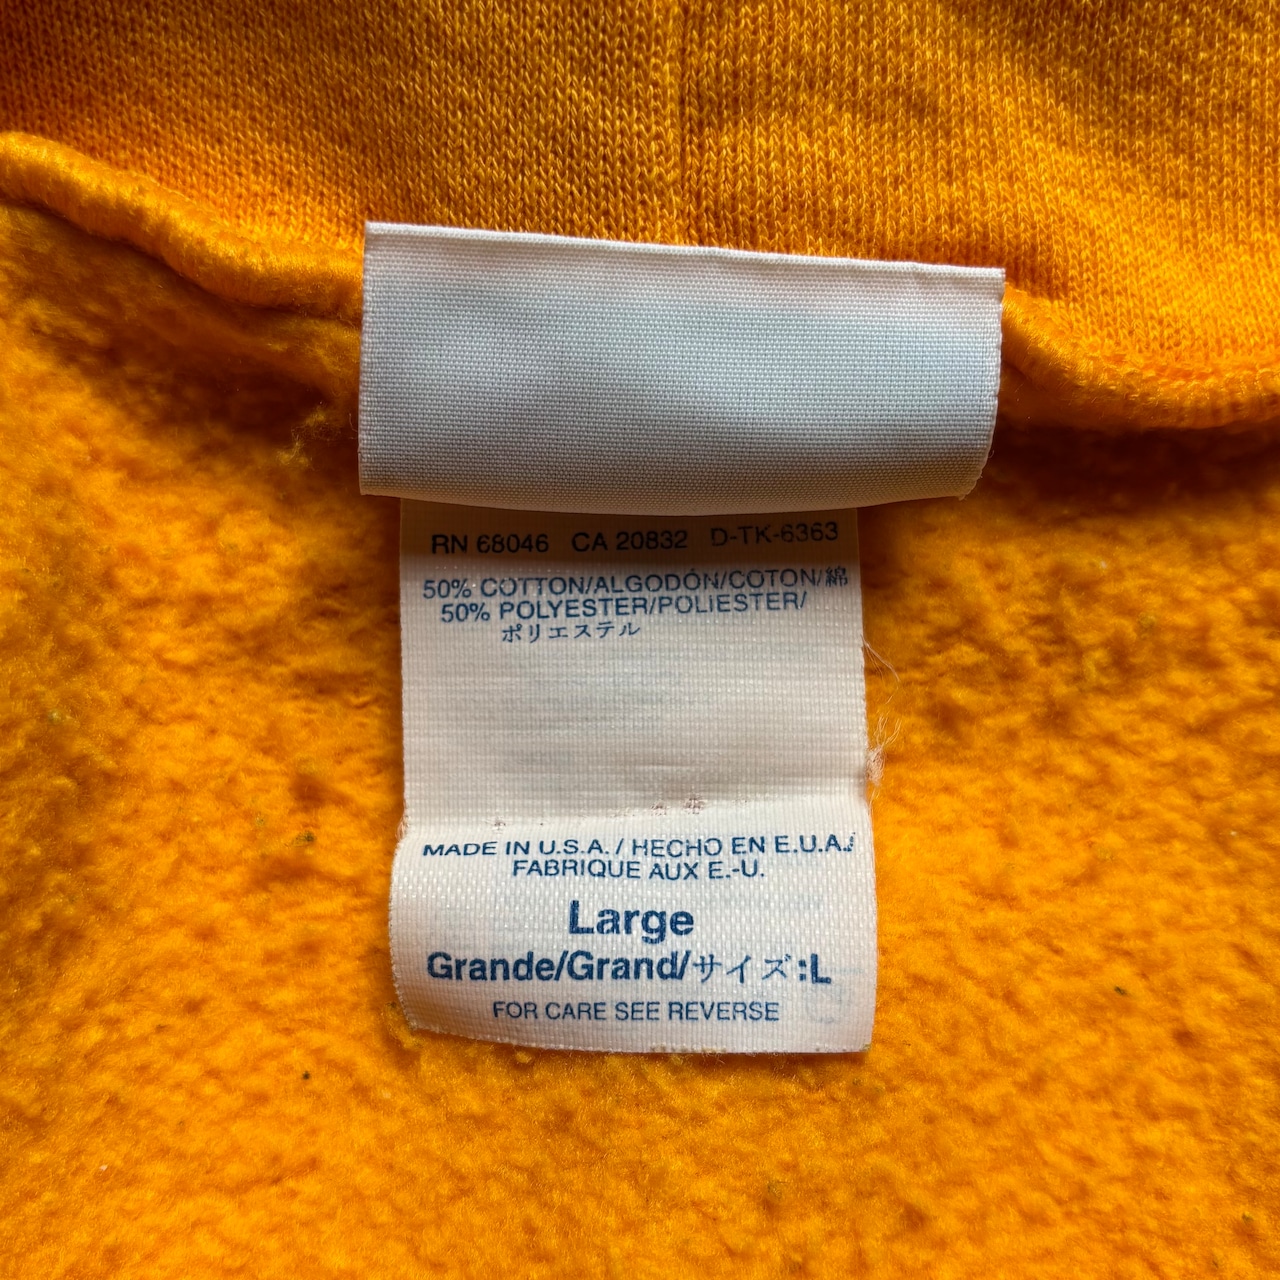 RN 68046 CA 20832 D-TK-6363
50% COTTON/ALGODÓN/COTON/綿
50% POLYESTER/POLIESTER/
ポリエステル
MADE IN U.S.A. / HECHO EN E.U.A./
FABRIQUE AUX E.-U.
Large
Grande/Grand/サイズ:L
FOR CARE SEE REVERSE